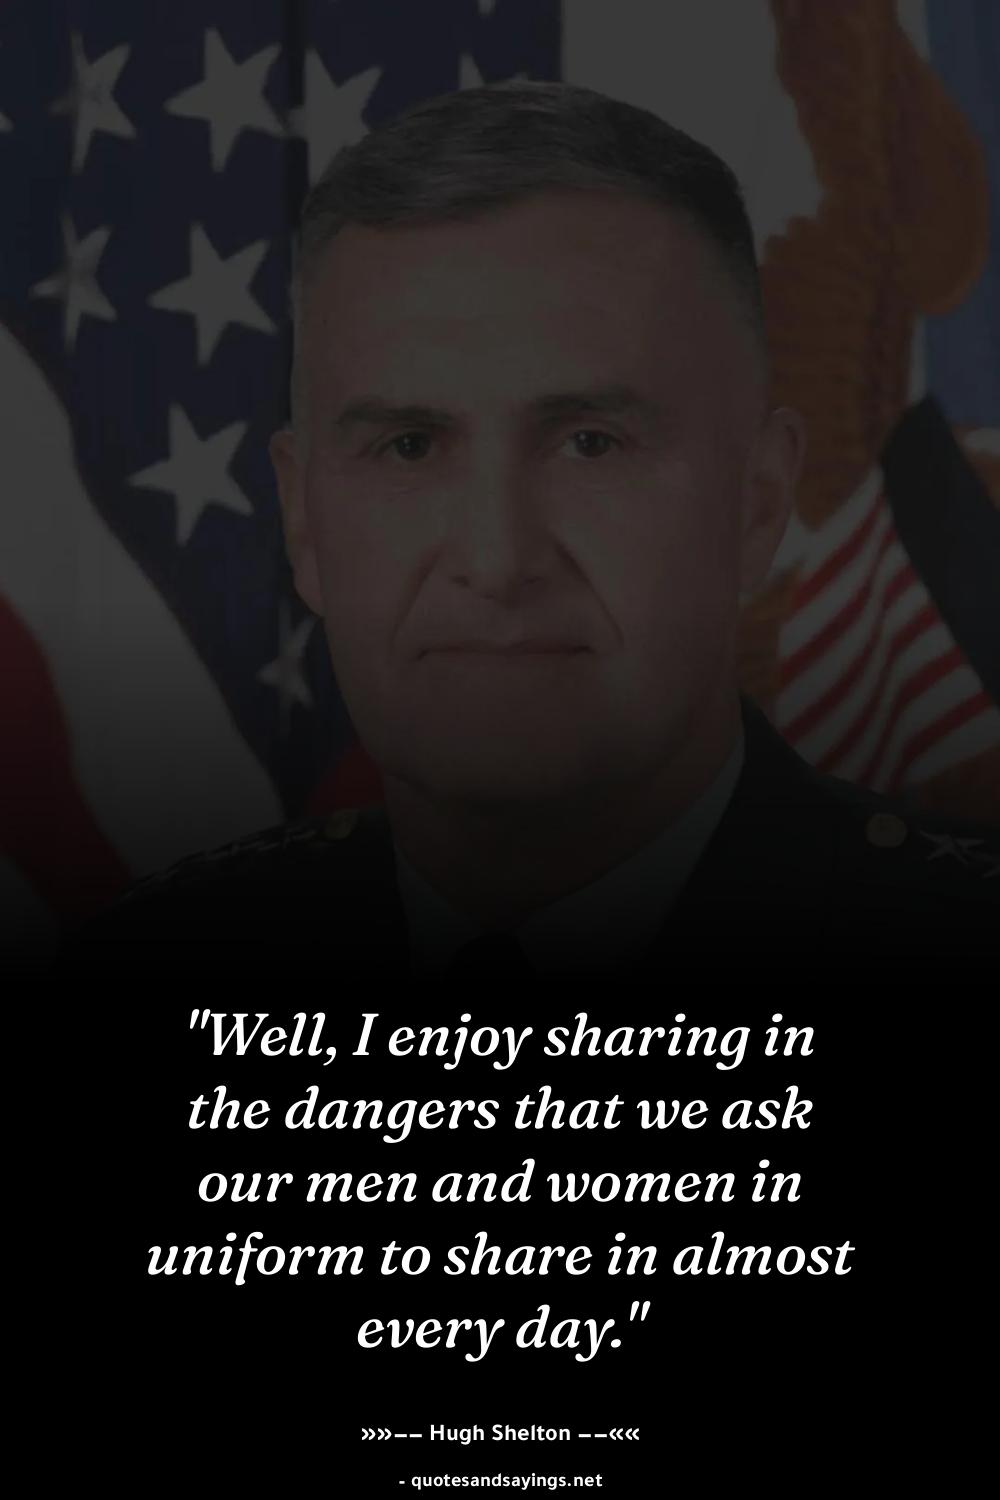 "Well, I enjoy sharing in
the dangers that we ask
our men and women in
uniform to share in almost
every day."
»»–– Hugh Shelton ––««
- quotesandsayings.net